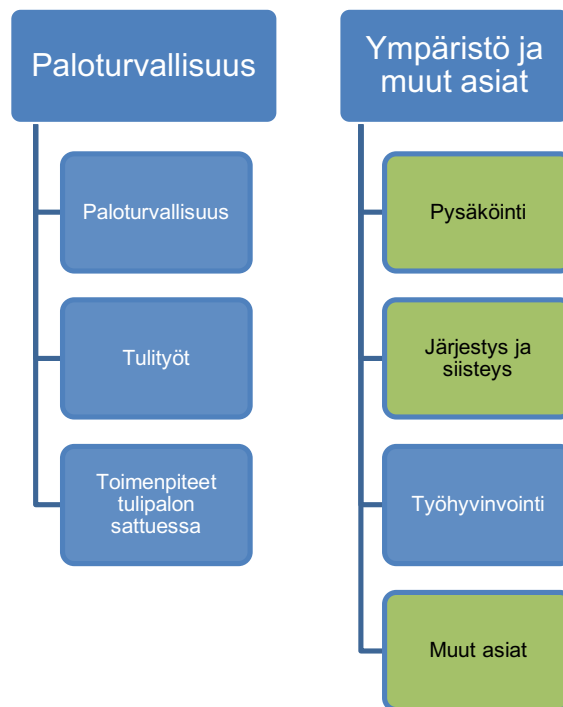 Paloturvallisuus
Paloturvallisuus
Tulityöt
Toimenpiteet
tulipalon
sattuessa
Ympäristö ja
muut asiat
Pysäköinti
Järjestys ja
siisteys
Työhyvinvointi
Muut asiat